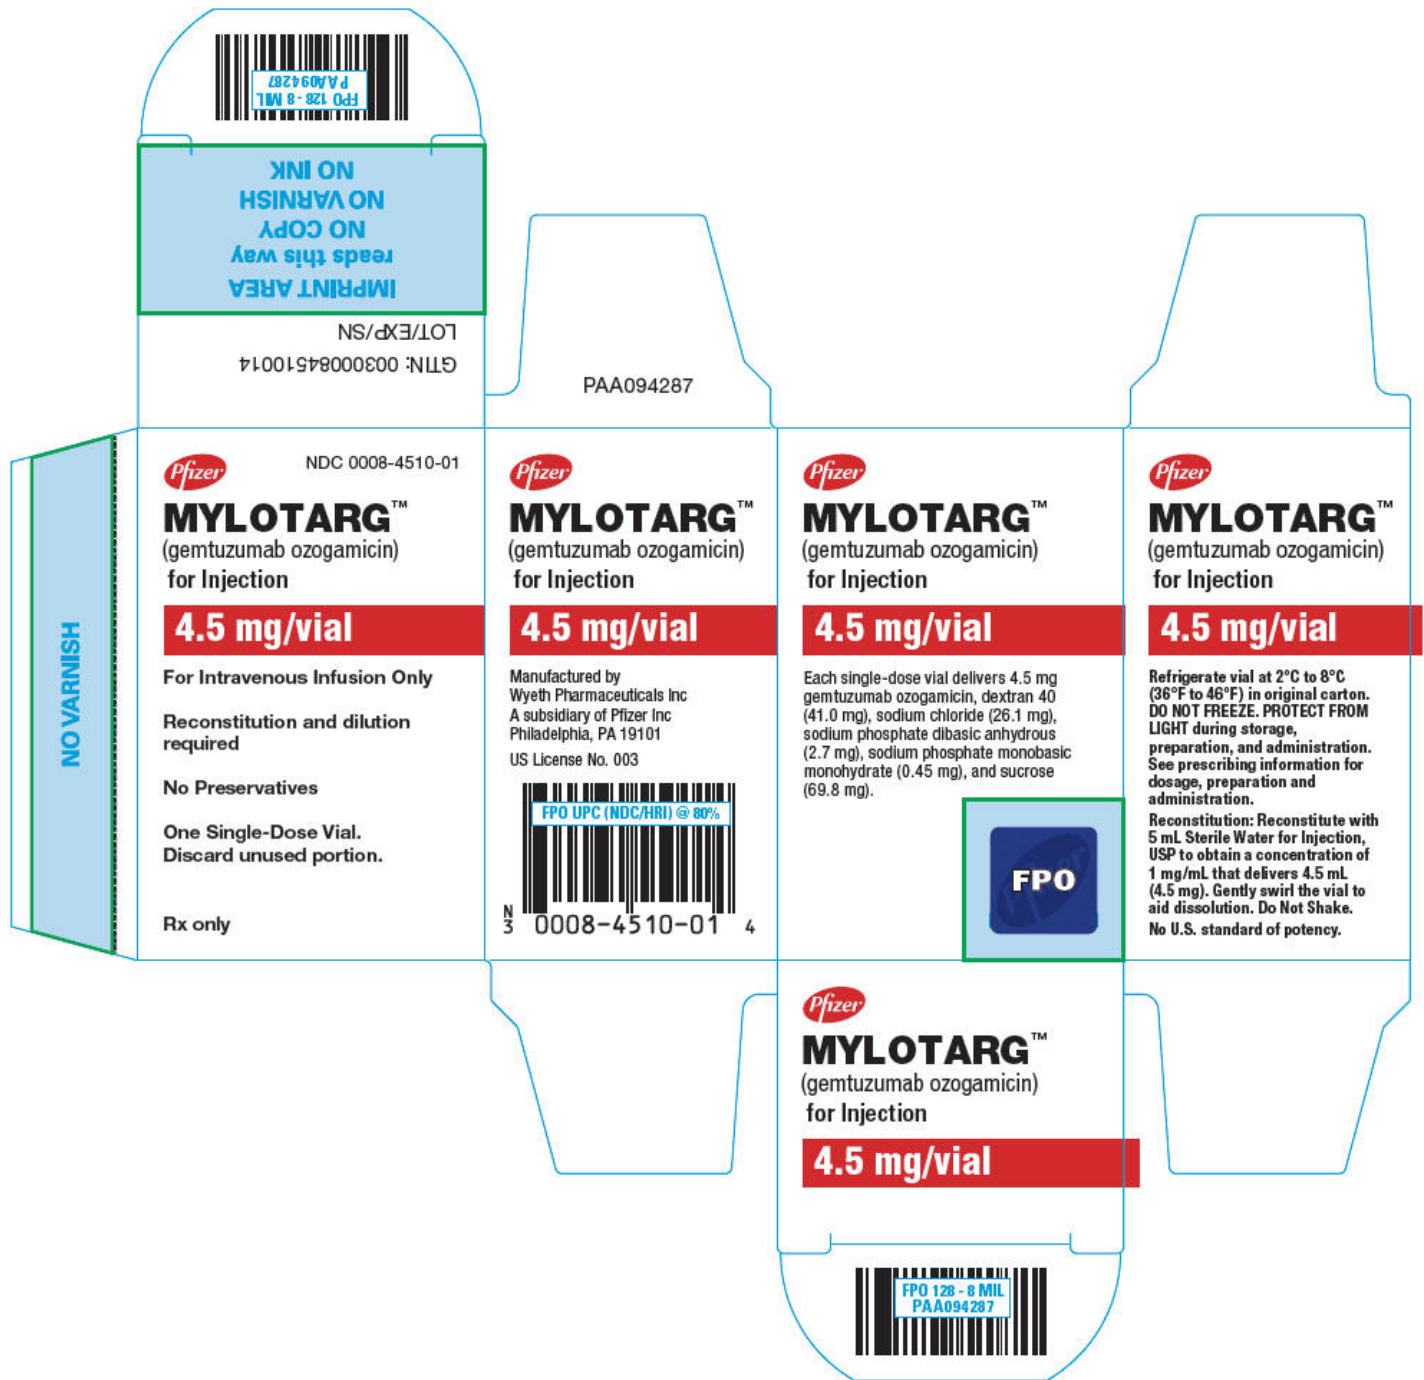 FPO 128 - 8 MIL
PAA094287
IMPRINT AREA
reads this way
NO COPY
NO VARNISH
NO INK
GTIN: 00300084510014
LOT/EXP/SN
PAA094287
NO VARNISH
Pfizer
NDC 0008-4510-01
MYLOTARG™
(gemtuzumab ozogamicin)
for Injection
4.5 mg/vial
For Intravenous Infusion Only
Reconstitution and dilution
required
No Preservatives
One Single-Dose Vial.
Discard unused portion.
Rx only
Pfizer
MYLOTARG™
(gemtuzumab ozogamicin)
for Injection
4.5 mg/vial
Manufactured by
Wyeth Pharmaceuticals Inc
A subsidiary of Pfizer Inc
Philadelphia, PA 19101
US License No. 003
FPO UPC (NDC/HRI) @ 80%
N
3 0008-4510-01 4
Pfizer
MYLOTARG™
(gemtuzumab ozogamicin)
for Injection
4.5 mg/vial
Each single-dose vial delivers 4.5 mg
gemtuzumab ozogamicin, dextran 40
(41.0 mg), sodium chloride (26.1 mg),
sodium phosphate dibasic anhydrous
(2.7 mg), sodium phosphate monobasic
monohydrate (0.45 mg), and sucrose
(69.8 mg).
Pfizer
FPO
Pfizer
MYLOTARG™
(gemtuzumab ozogamicin)
for Injection
4.5 mg/vial
Refrigerate vial at 2°C to 8°C
(36°F to 46°F) in original carton.
DO NOT FREEZE. PROTECT FROM
LIGHT during storage,
preparation, and administration.
See prescribing information for
dosage, preparation and
administration.
Reconstitution: Reconstitute with
5 mL Sterile Water for Injection,
USP to obtain a concentration of
1 mg/mL that delivers 4.5 mL
(4.5 mg). Gently swirl the vial to
aid dissolution. Do Not Shake.
No U.S. standard of potency.
Pfizer
MYLOTARG™
(gemtuzumab ozogamicin)
for Injection
4.5 mg/vial
FPO 128 - 8 MIL
PAA094287